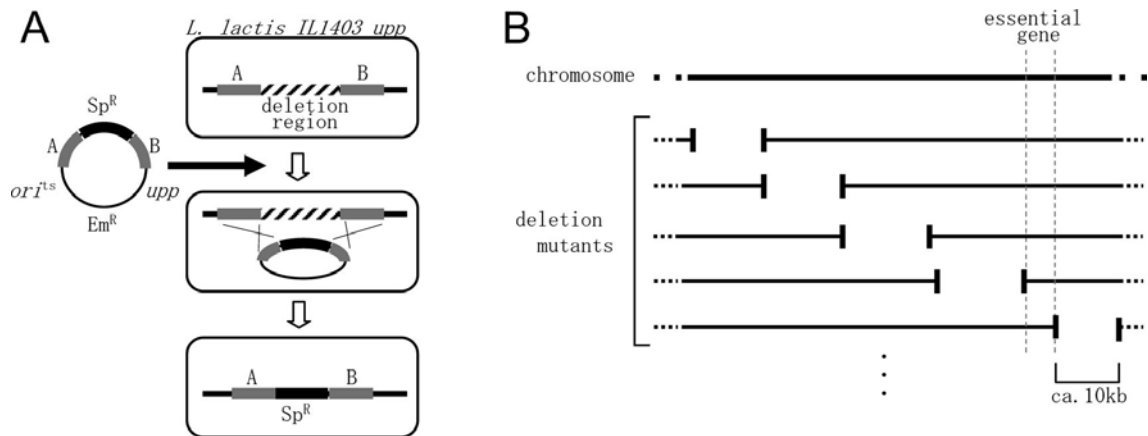 A
L. lactis IL1403 upp
A B
deletion
region
Sp^R
A B
ori^ts upp
Em^R
A B
Sp^R
B
essential
gene
chromosome
deletion
mutants
ca. 10kb